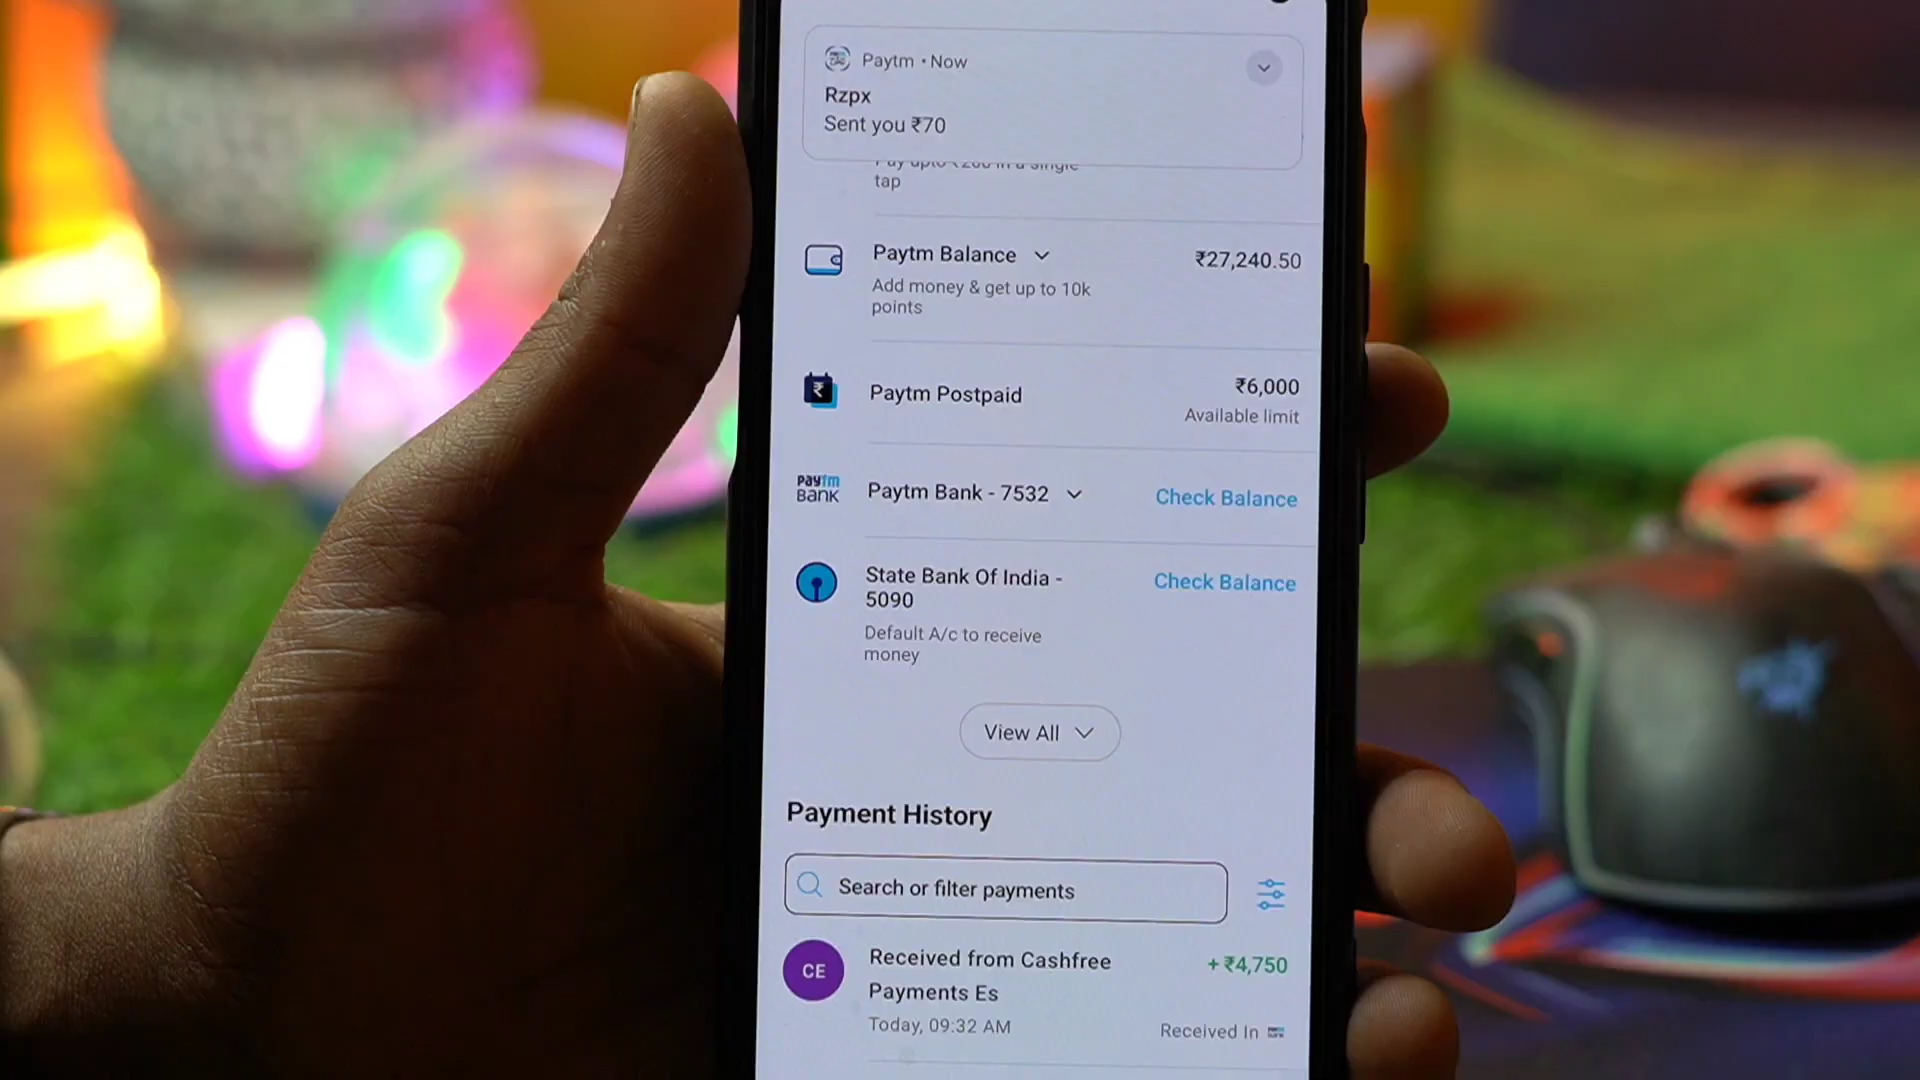 Paytm • Now
Rzpx
Sent you ₹70
Pay upto ₹200 in a single
tap
Paytm Balance
₹27,240.50
Add money & get up to 10k
points
Paytm Postpaid
₹6,000
Available limit
paytm
BANK
Paytm Bank - 7532
Check Balance
State Bank Of India -
5090
Check Balance
Default A/c to receive
money
View All
Payment History
Search or filter payments
CE
Received from Cashfree
Payments Es
+ ₹4,750
Today, 09:32 AM
Received In